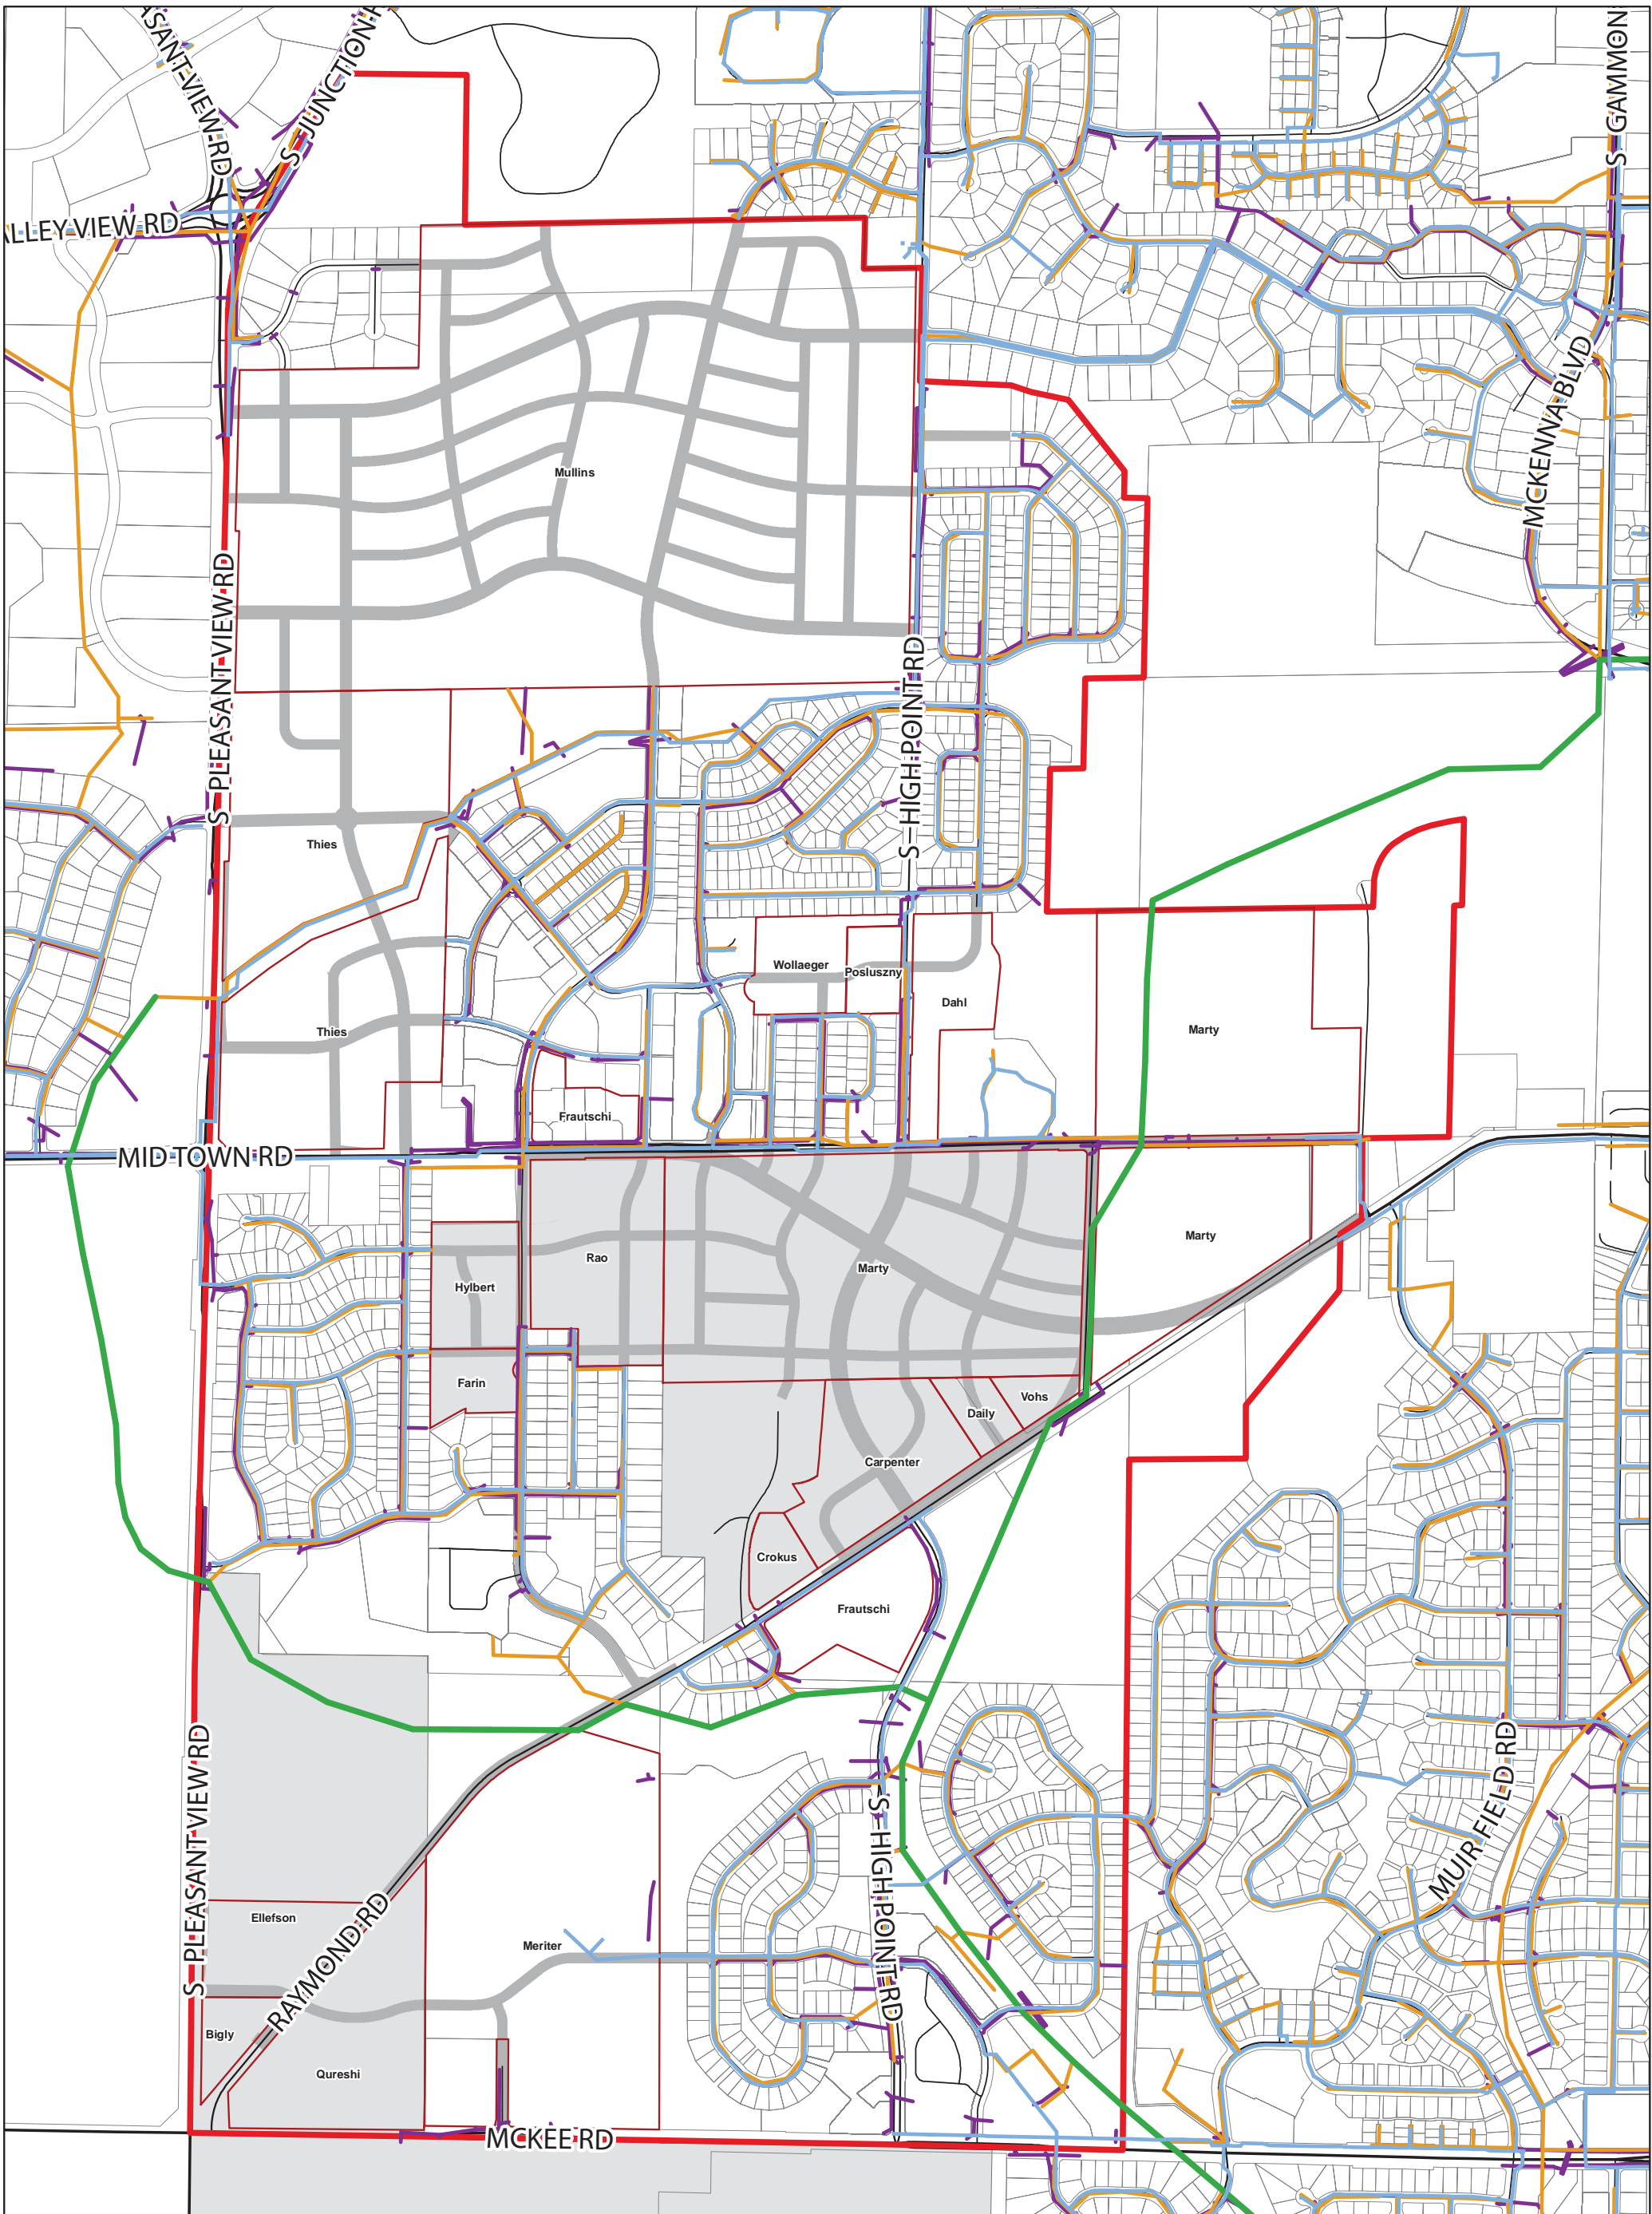 ASANT VIEW RD
S JUNCTION R
S GAMMON
ALLEY VIEW RD
MCKENNA BLVD
Mullins
S PLEASANT VIEW RD
S HIGH POINT RD
Thies
Wollaeger
Posluszny
Dahl
Thies
Marty
Frautschi
MID TOWN RD
Rao
Marty
Marty
Hylbert
Farin
Vohs
Daily
Carpenter
Crokus
Frautschi
S PLEASANT VIEW RD
S HIGH POINT RD
MUIR FIELD RD
Ellefson
RAYMOND RD
Meriter
Bigly
Qureshi
MCKEE RD